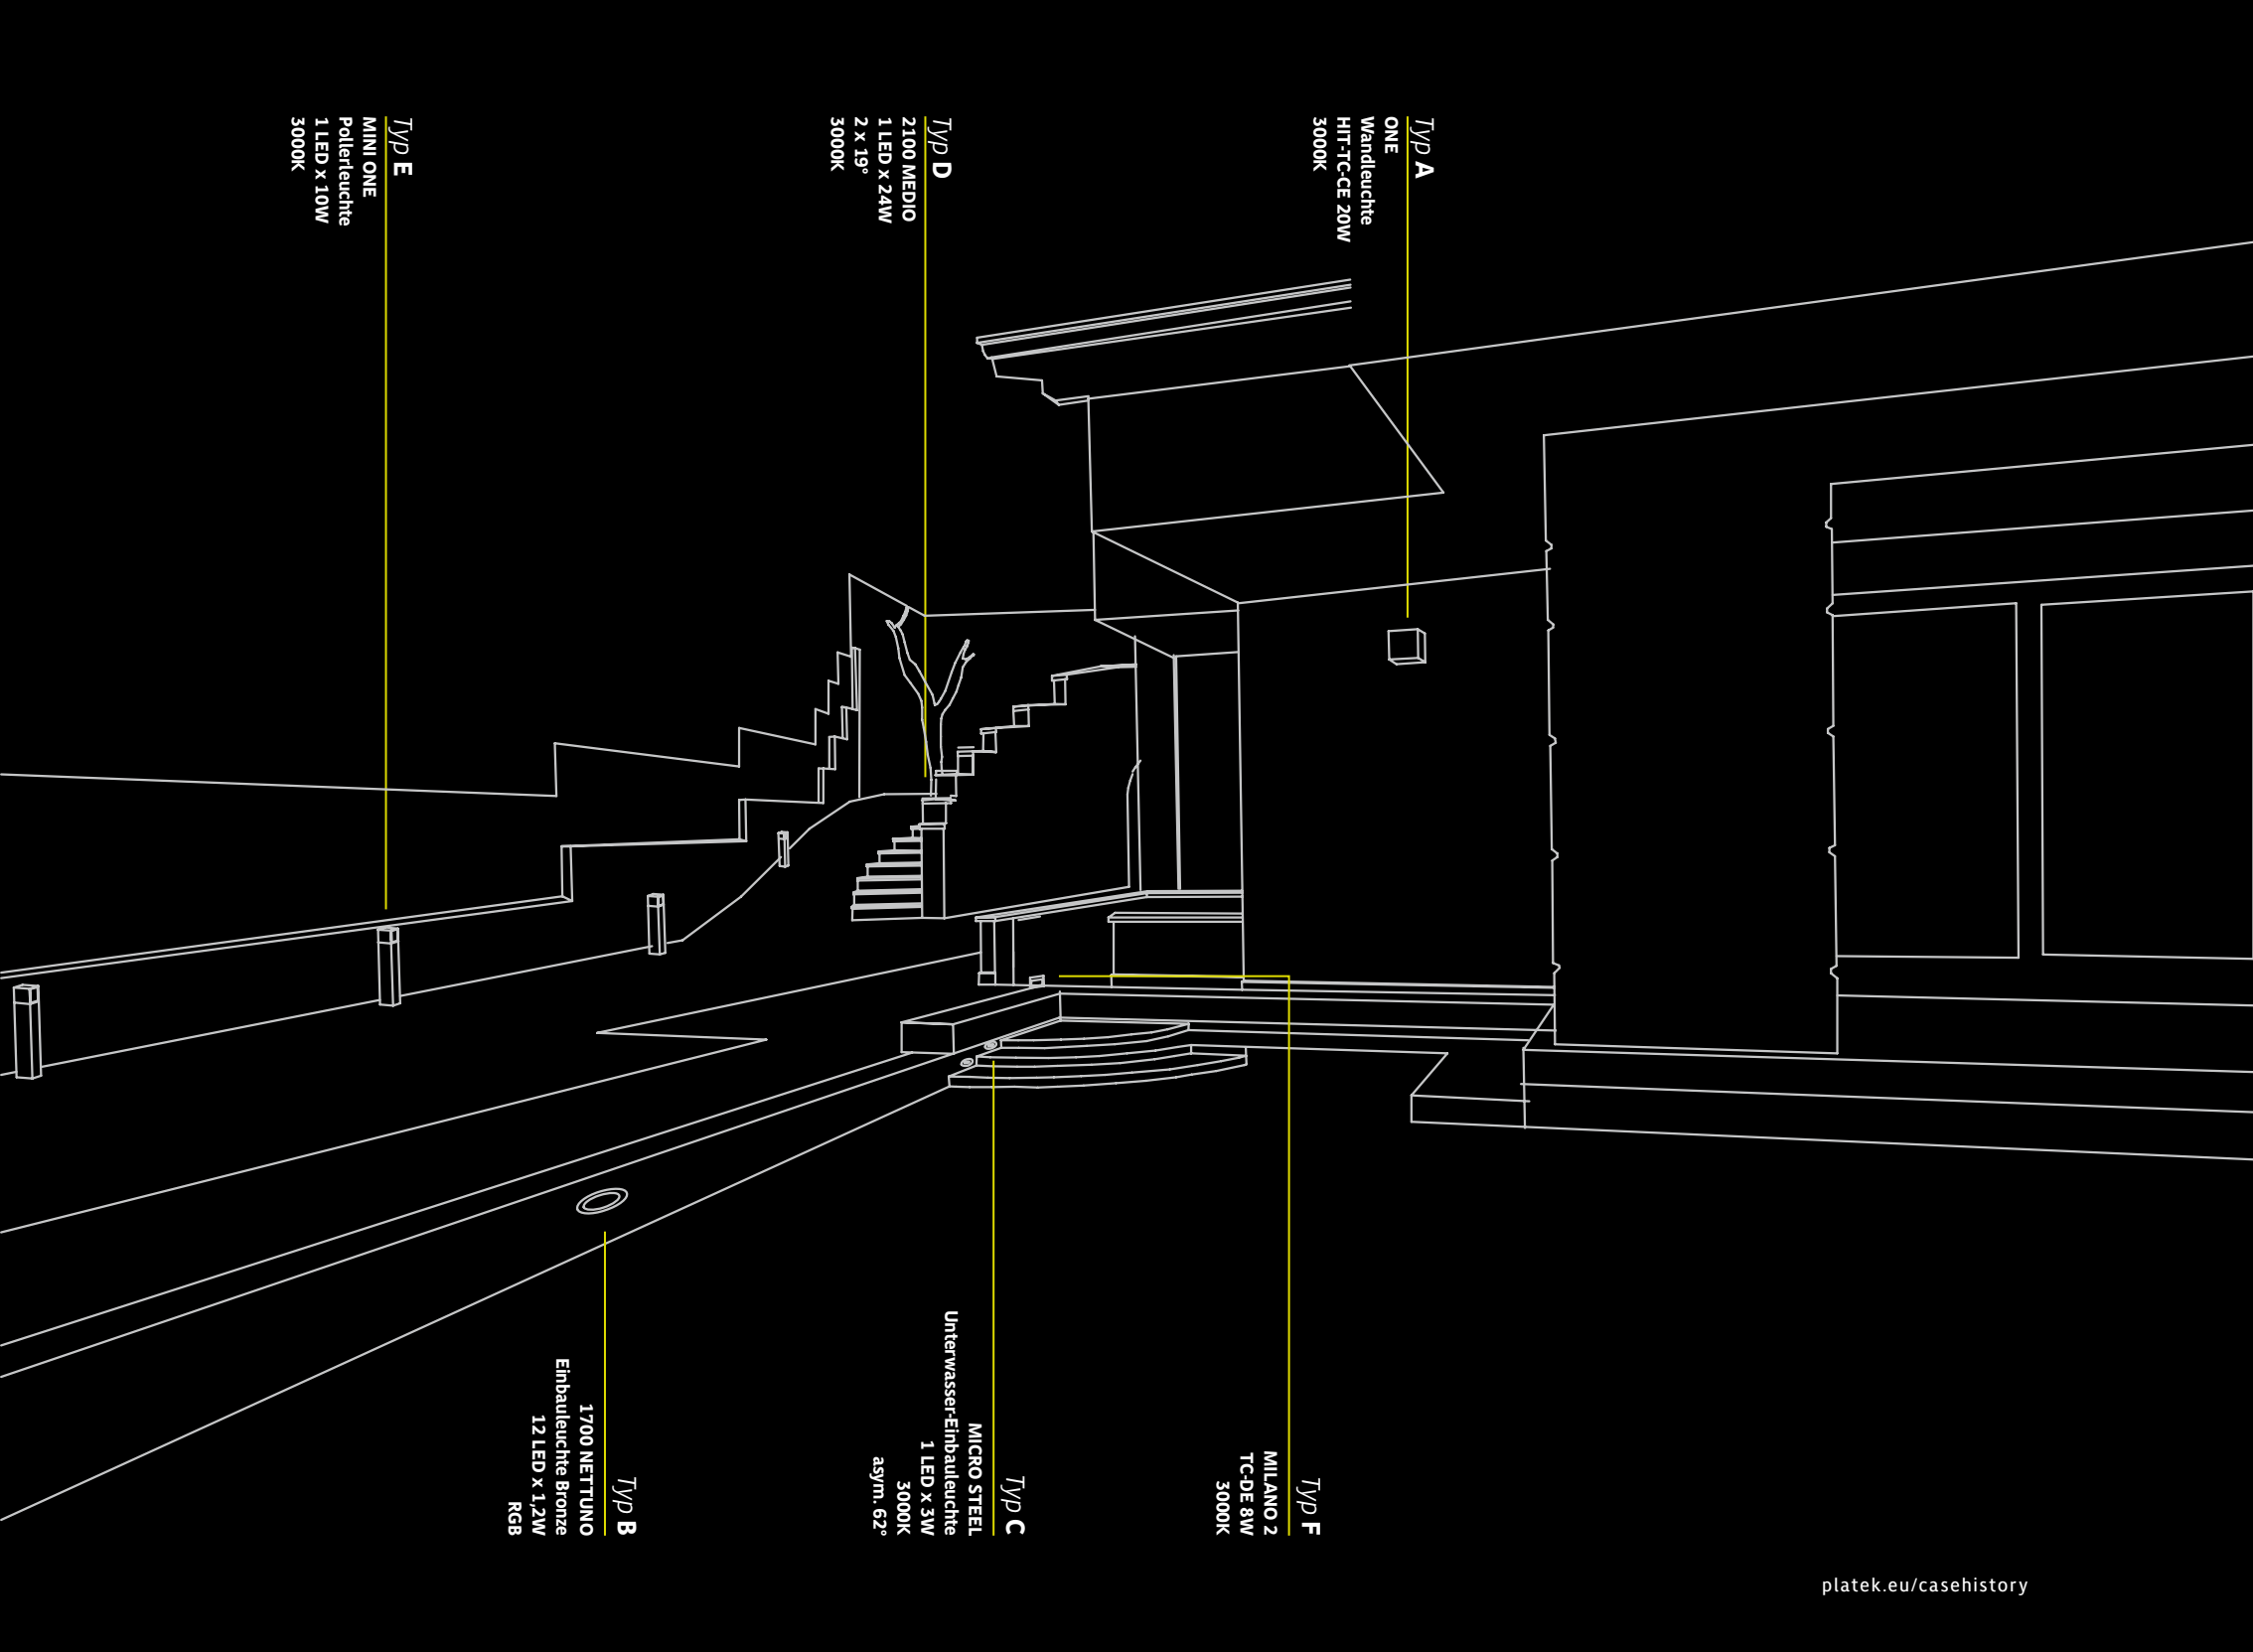 Typ E
MINI ONE
Pollerleuchte
1 LED x 10W
3000K
Typ D
2100 MEDIO
1 LED x 24W
2 x 19°
3000K
Typ A
ONE
Wandleuchte
HIT-TC-CE 20W
3000K
Typ B
1700 NETTUNO
Einbauleuchte Bronze
12 LED x 1,2W
RGB
Typ C
MICRO STEEL
Unterwasser-Einbauleuchte
1 LED x 3W
3000K
asym. 62°
Typ F
MILANO 2
TC-DE 8W
3000K
platek.eu/casehistory